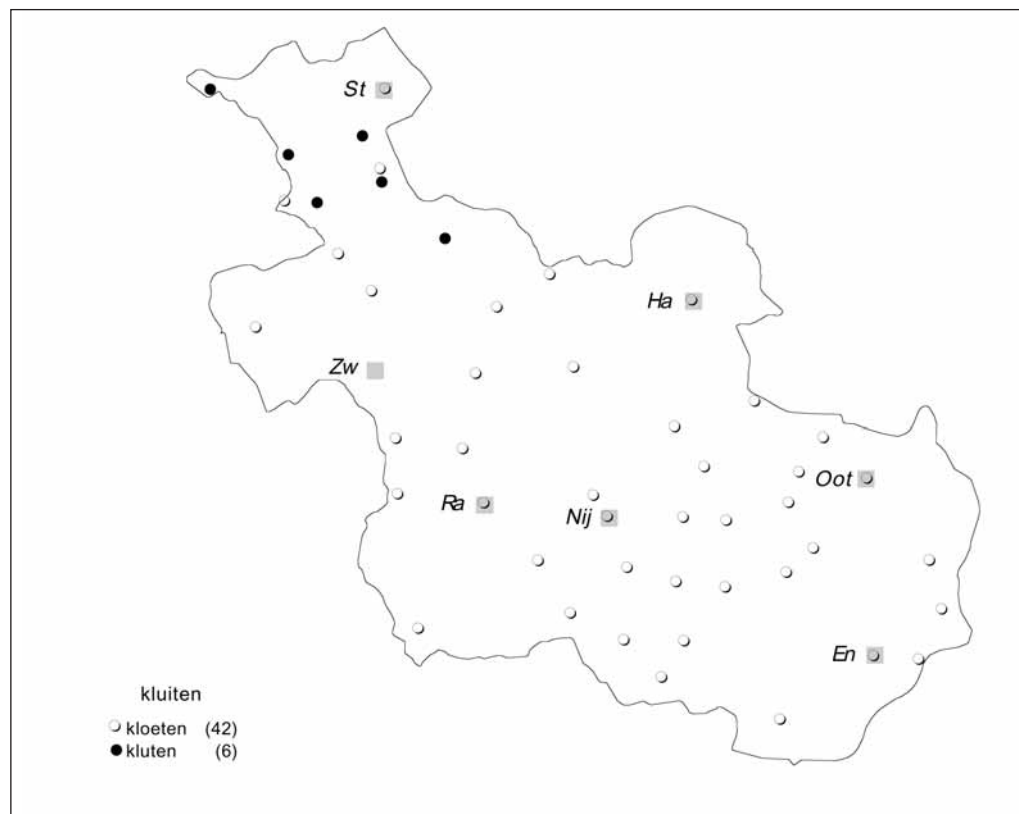 St
Ha
Zw
Oot
Ra
Nij
En
kluiten
kloeten (42)
kluten (6)